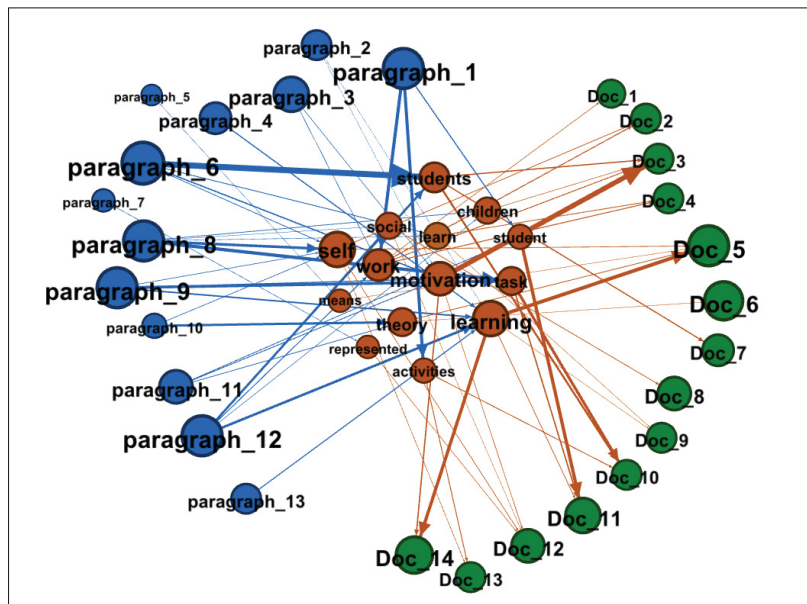 paragraph_2
paragraph_1
paragraph_5
paragraph_3
paragraph_4
paragraph_6
paragraph_7
paragraph_8
paragraph_9
paragraph_10
paragraph_11
paragraph_12
paragraph_13
students
children
social
learn
student
self
work
motivation
task
means
theory
learning
represented
activities
Doc_1
Doc_2
Doc_3
Doc_4
Doc_5
Doc_6
Doc_7
Doc_8
Doc_9
Doc_10
Doc_11
Doc_12
Doc_13
Doc_14